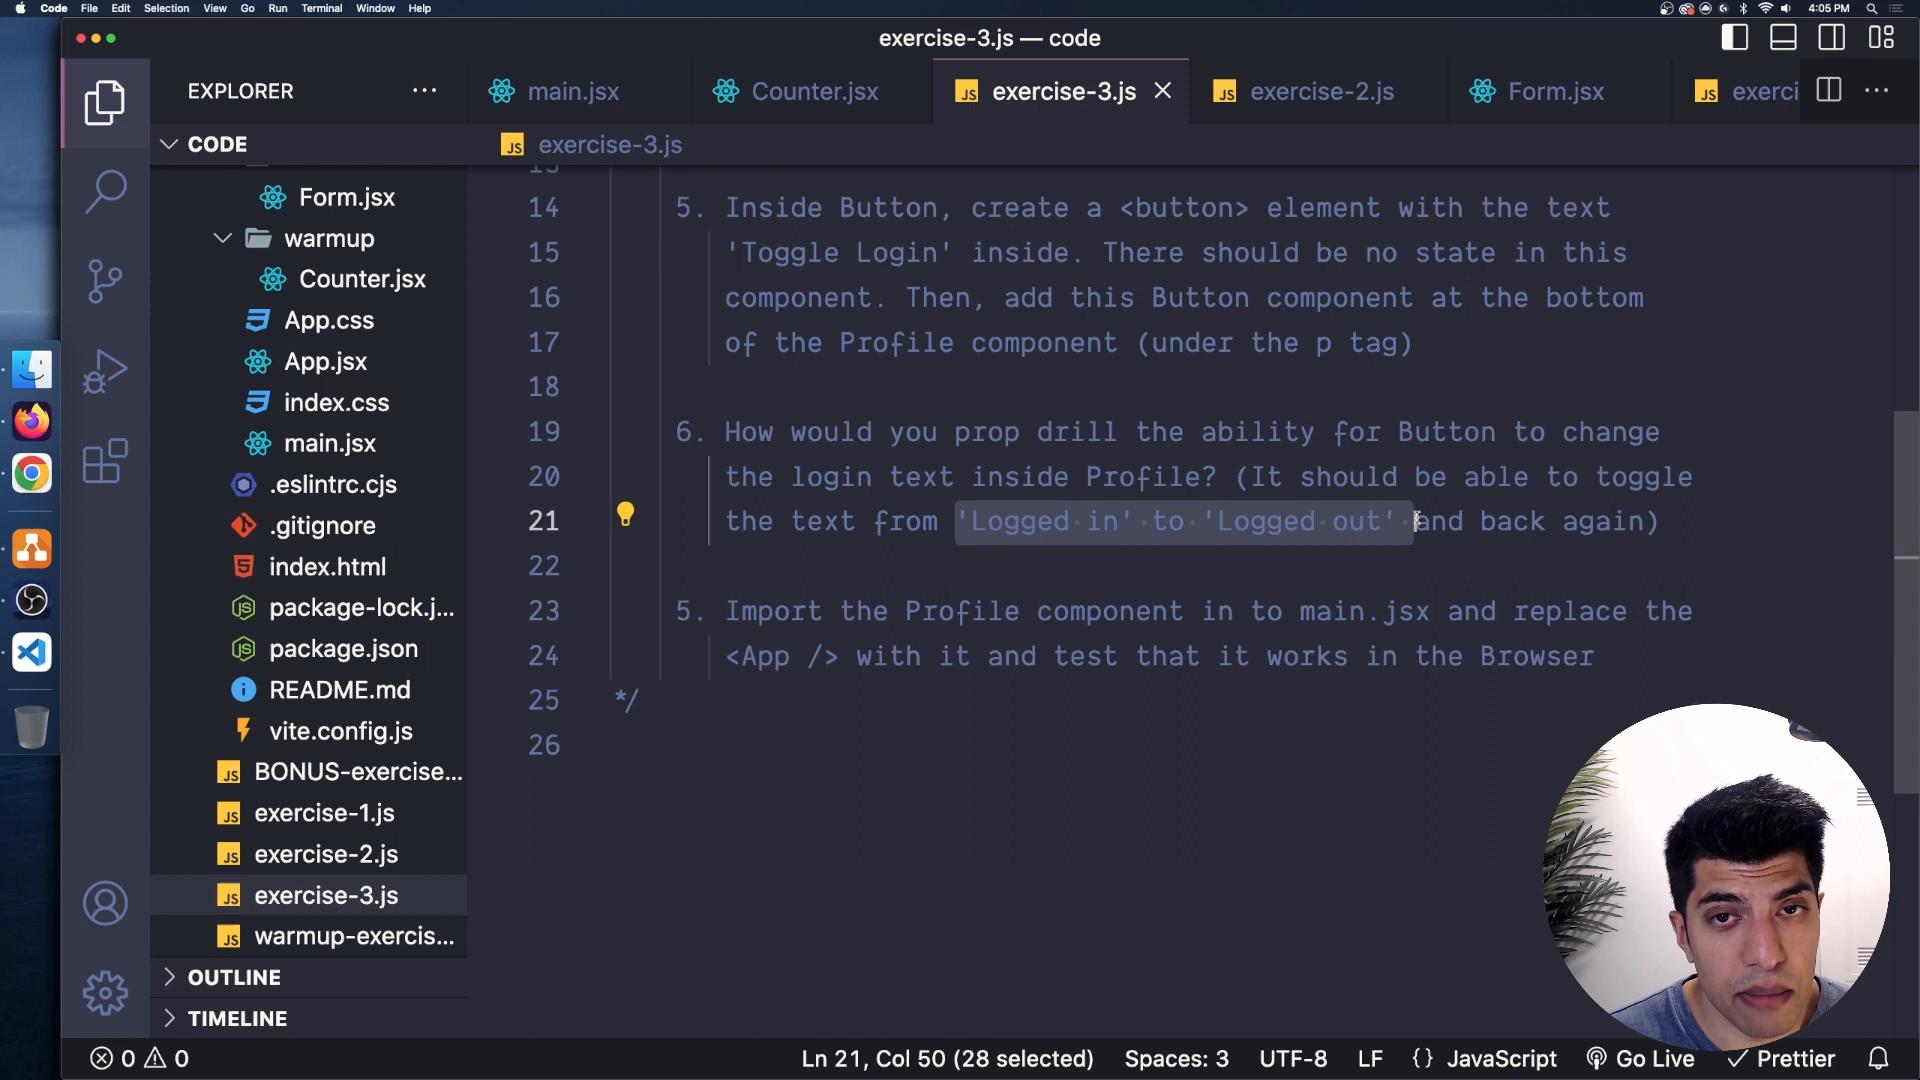 Code File Edit Selection View Go Run Terminal Window Help
4:05 PM
exercise-3.js — code
EXPLORER
main.jsx
Counter.jsx
exercise-3.js
exercise-2.js
Form.jsx
exerci
CODE
exercise-3.js
Form.jsx
warmup
Counter.jsx
App.css
App.jsx
index.css
main.jsx
.eslintrc.cjs
.gitignore
index.html
package-lock.j...
package.json
README.md
vite.config.js
BONUS-exercise...
exercise-1.js
exercise-2.js
exercise-3.js
warmup-exercis...
OUTLINE
TIMELINE
14 5. Inside Button, create a <button> element with the text
15 'Toggle Login' inside. There should be no state in this
16 component. Then, add this Button component at the bottom
17 of the Profile component (under the p tag)
18
19 6. How would you prop drill the ability for Button to change
20 the login text inside Profile? (It should be able to toggle
21 the text from 'Logged in' to 'Logged out' and back again)
22
23 5. Import the Profile component in to main.jsx and replace the
24 <App /> with it and test that it works in the Browser
25 */
26
0 0
Ln 21, Col 50 (28 selected) Spaces: 3 UTF-8 LF {} JavaScript Go Live Prettier